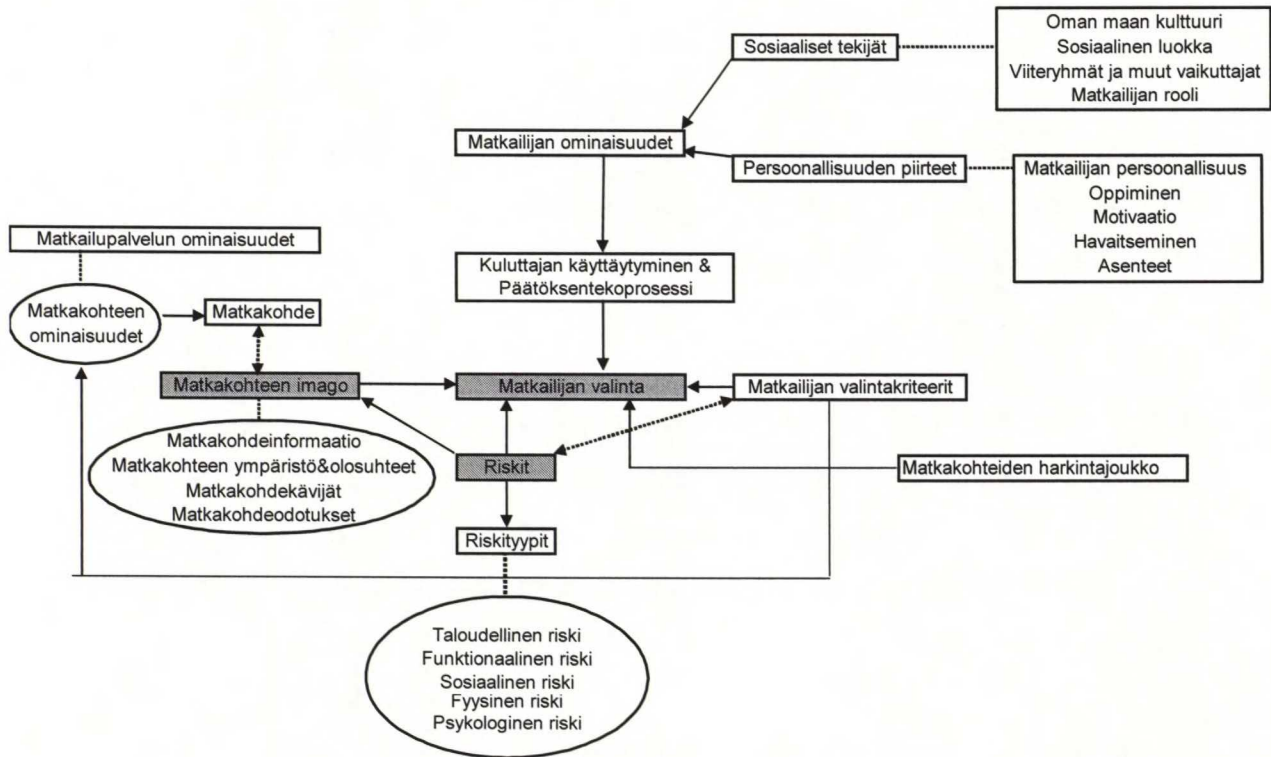 Oman maan kulttuuri
Sosiaalinen luokka
Viiteryhmät ja muut vaikuttajat
Matkailijan rooli
Sosiaaliset tekijät
Matkailijan ominaisuudet
Persoonallisuuden piirteet
Matkailijan persoonallisuus
Oppiminen
Motivaatio
Havaitseminen
Asenteet
Matkailupalvelun ominaisuudet
Kuluttajan käyttäytyminen &
Päätöksentekoprosessi
Matkakohteen
ominaisuudet
Matkakohde
Matkakohteen imago
Matkailijan valinta
Matkailijan valintakriteerit
Matkakohdeinformaatio
Matkakohteen ympäristö&olosuhteet
Matkakohdekävijät
Matkakohdeodotukset
Riskit
Matkakohteiden harkintajoukko
Riskityypit
Taloudellinen riski
Funktionaalinen riski
Sosiaalinen riski
Fyysinen riski
Psykologinen riski